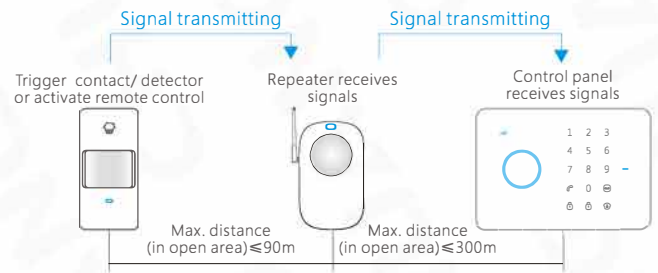 Signal transmitting
Signal transmitting
Trigger contact/ detector
or activate remote control
Repeater receives
signals
Control panel
receives signals
1 2 3
4 5 6
7 8 9
0
Max. distance
(in open area)≤90m
Max. distance
(in open area)≤300m